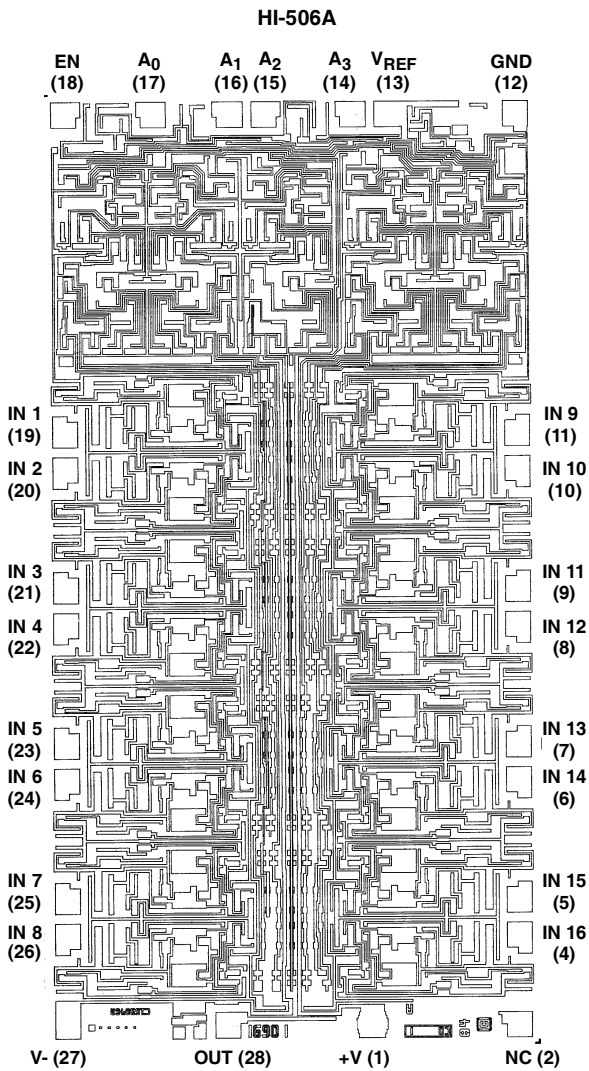 HI-506A
EN A0 A1 A2 A3 VREF GND
(18) (17) (16) (15) (14) (13) (12)
IN 1 IN 9
(19) (11)
IN 2 IN 10
(20) (10)
IN 3 IN 11
(21) (9)
IN 4 IN 12
(22) (8)
IN 5 IN 13
(23) (7)
IN 6 IN 14
(24) (6)
IN 7 IN 15
(25) (5)
IN 8 IN 16
(26) (4)
V- (27) OUT (28) +V (1) NC (2)